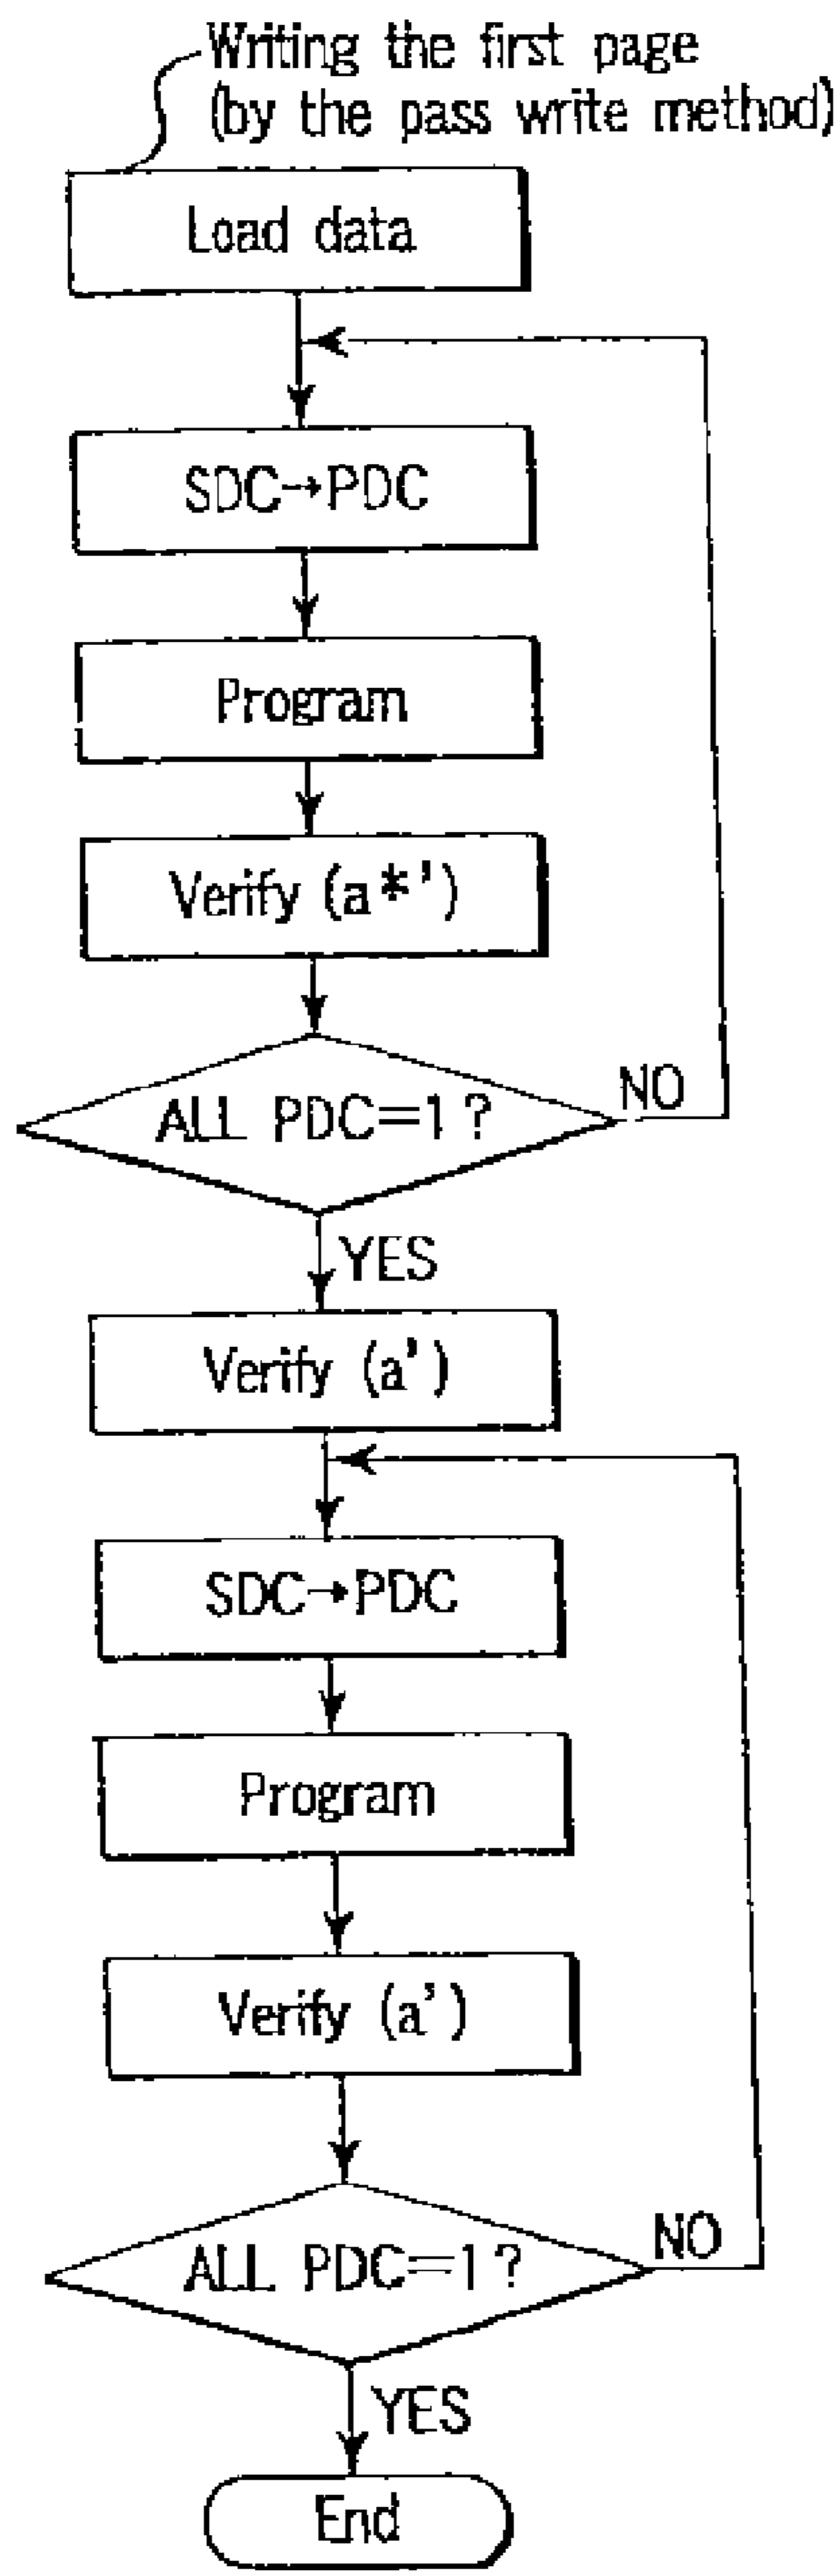 Writing the first page
(by the pass write method)
Load data
SDC→PDC
Program
Verify (a*')
ALL PDC=1?
NO
YES
Verify (a')
SDC→PDC
Program
Verify (a')
ALL PDC=1?
NO
YES
End